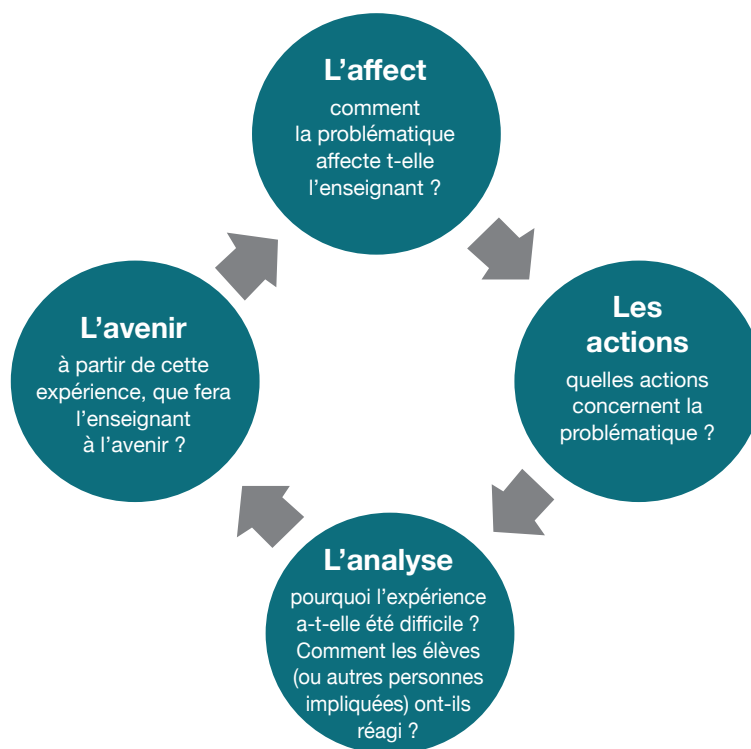 L'affect
comment
la problématique
affecte t-elle
l'enseignant ?
Les
actions
quelles actions
concernent la
problématique ?
L'analyse
pourquoi l'expérience
a-t-elle été difficile ?
Comment les élèves
(ou autres personnes
impliquées) ont-ils
réagi ?
L'avenir
à partir de cette
expérience, que fera
l'enseignant
à l'avenir ?